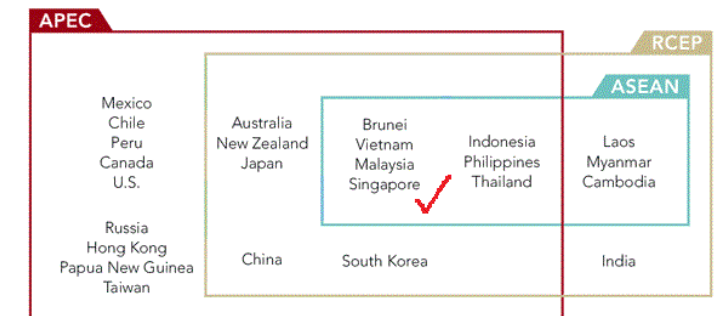 APEC
RCEP
ASEAN
Mexico
Chile
Peru
Canada
U.S.
Australia
New Zealand
Japan
Brunei
Vietnam
Malaysia
Singapore
Indonesia
Philippines
Thailand
Laos
Myanmar
Cambodia
Russia
Hong Kong
Papua New Guinea
Taiwan
China
South Korea
India